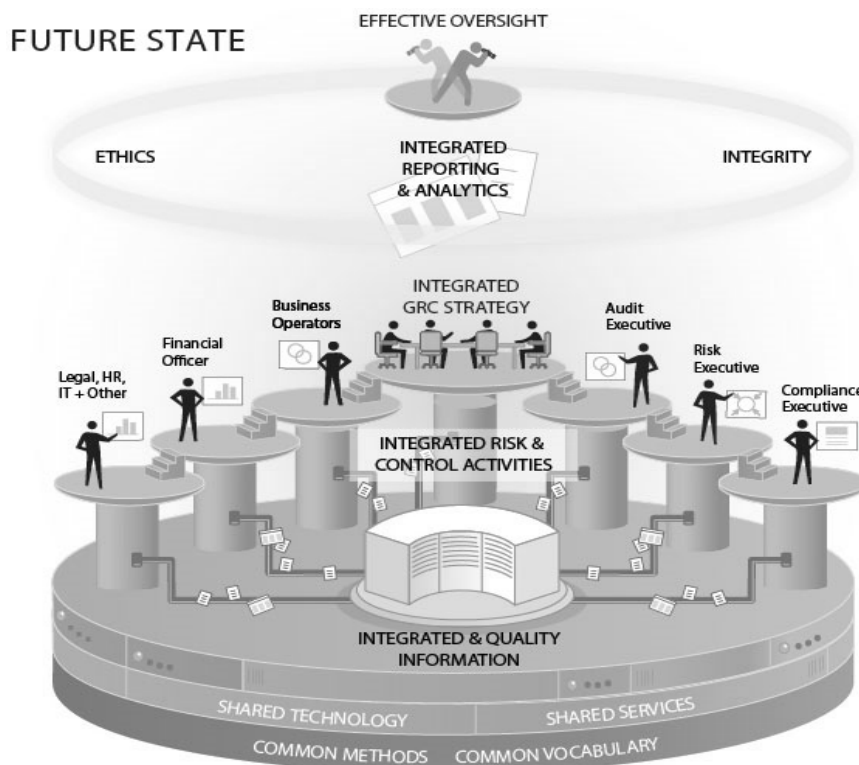 EFFECTIVE OVERSIGHT
FUTURE STATE
ETHICS
INTEGRATED
REPORTING
& ANALYTICS
INTEGRITY
INTEGRATED
GRC STRATEGY
Business
Operators
Audit
Executive
Financial
Officer
Risk
Executive
Legal, HR,
IT + Other
Compliance
Executive
INTEGRATED RISK &
CONTROL ACTIVITIES
INTEGRATED & QUALITY
INFORMATION
SHARED TECHNOLOGY
SHARED SERVICES
COMMON METHODS
COMMON VOCABULARY